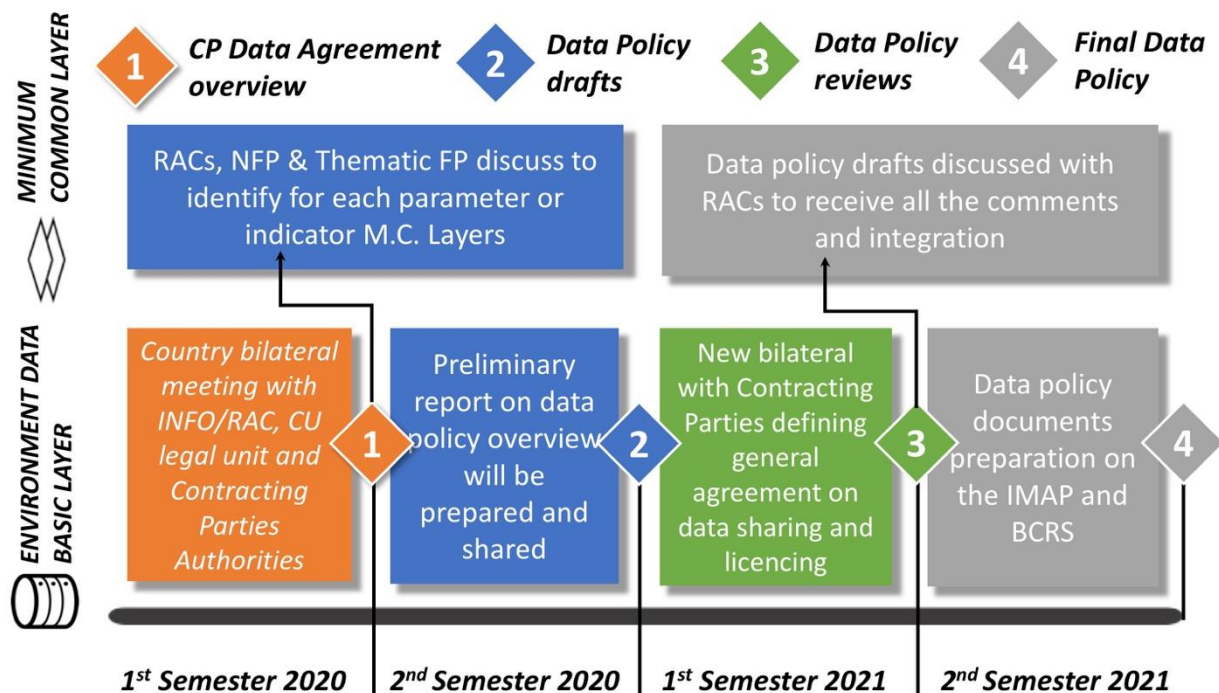 1
CP Data Agreement
overview
2
Data Policy
drafts
3
Data Policy
reviews
4
Final Data
Policy
MINIMUM
COMMON LAYER
RACs, NFP & Thematic FP discuss to
identify for each parameter or
indicator M.C. Layers
Data policy drafts discussed with
RACs to receive all the comments
and integration
ENVIRONMENT DATA
BASIC LAYER
Country bilateral
meeting with
INFO/RAC, CU
legal unit and
Contracting
Parties
Authorities
1
Preliminary
report on data
policy overview
will be
prepared and
shared
2
New bilateral
with Contracting
Parties defining
general
agreement on
data sharing and
licencing
3
Data policy
documents
preparation on
the IMAP and
BCRS
4
1st Semester 2020
2nd Semester 2020
1st Semester 2021
2nd Semester 2021